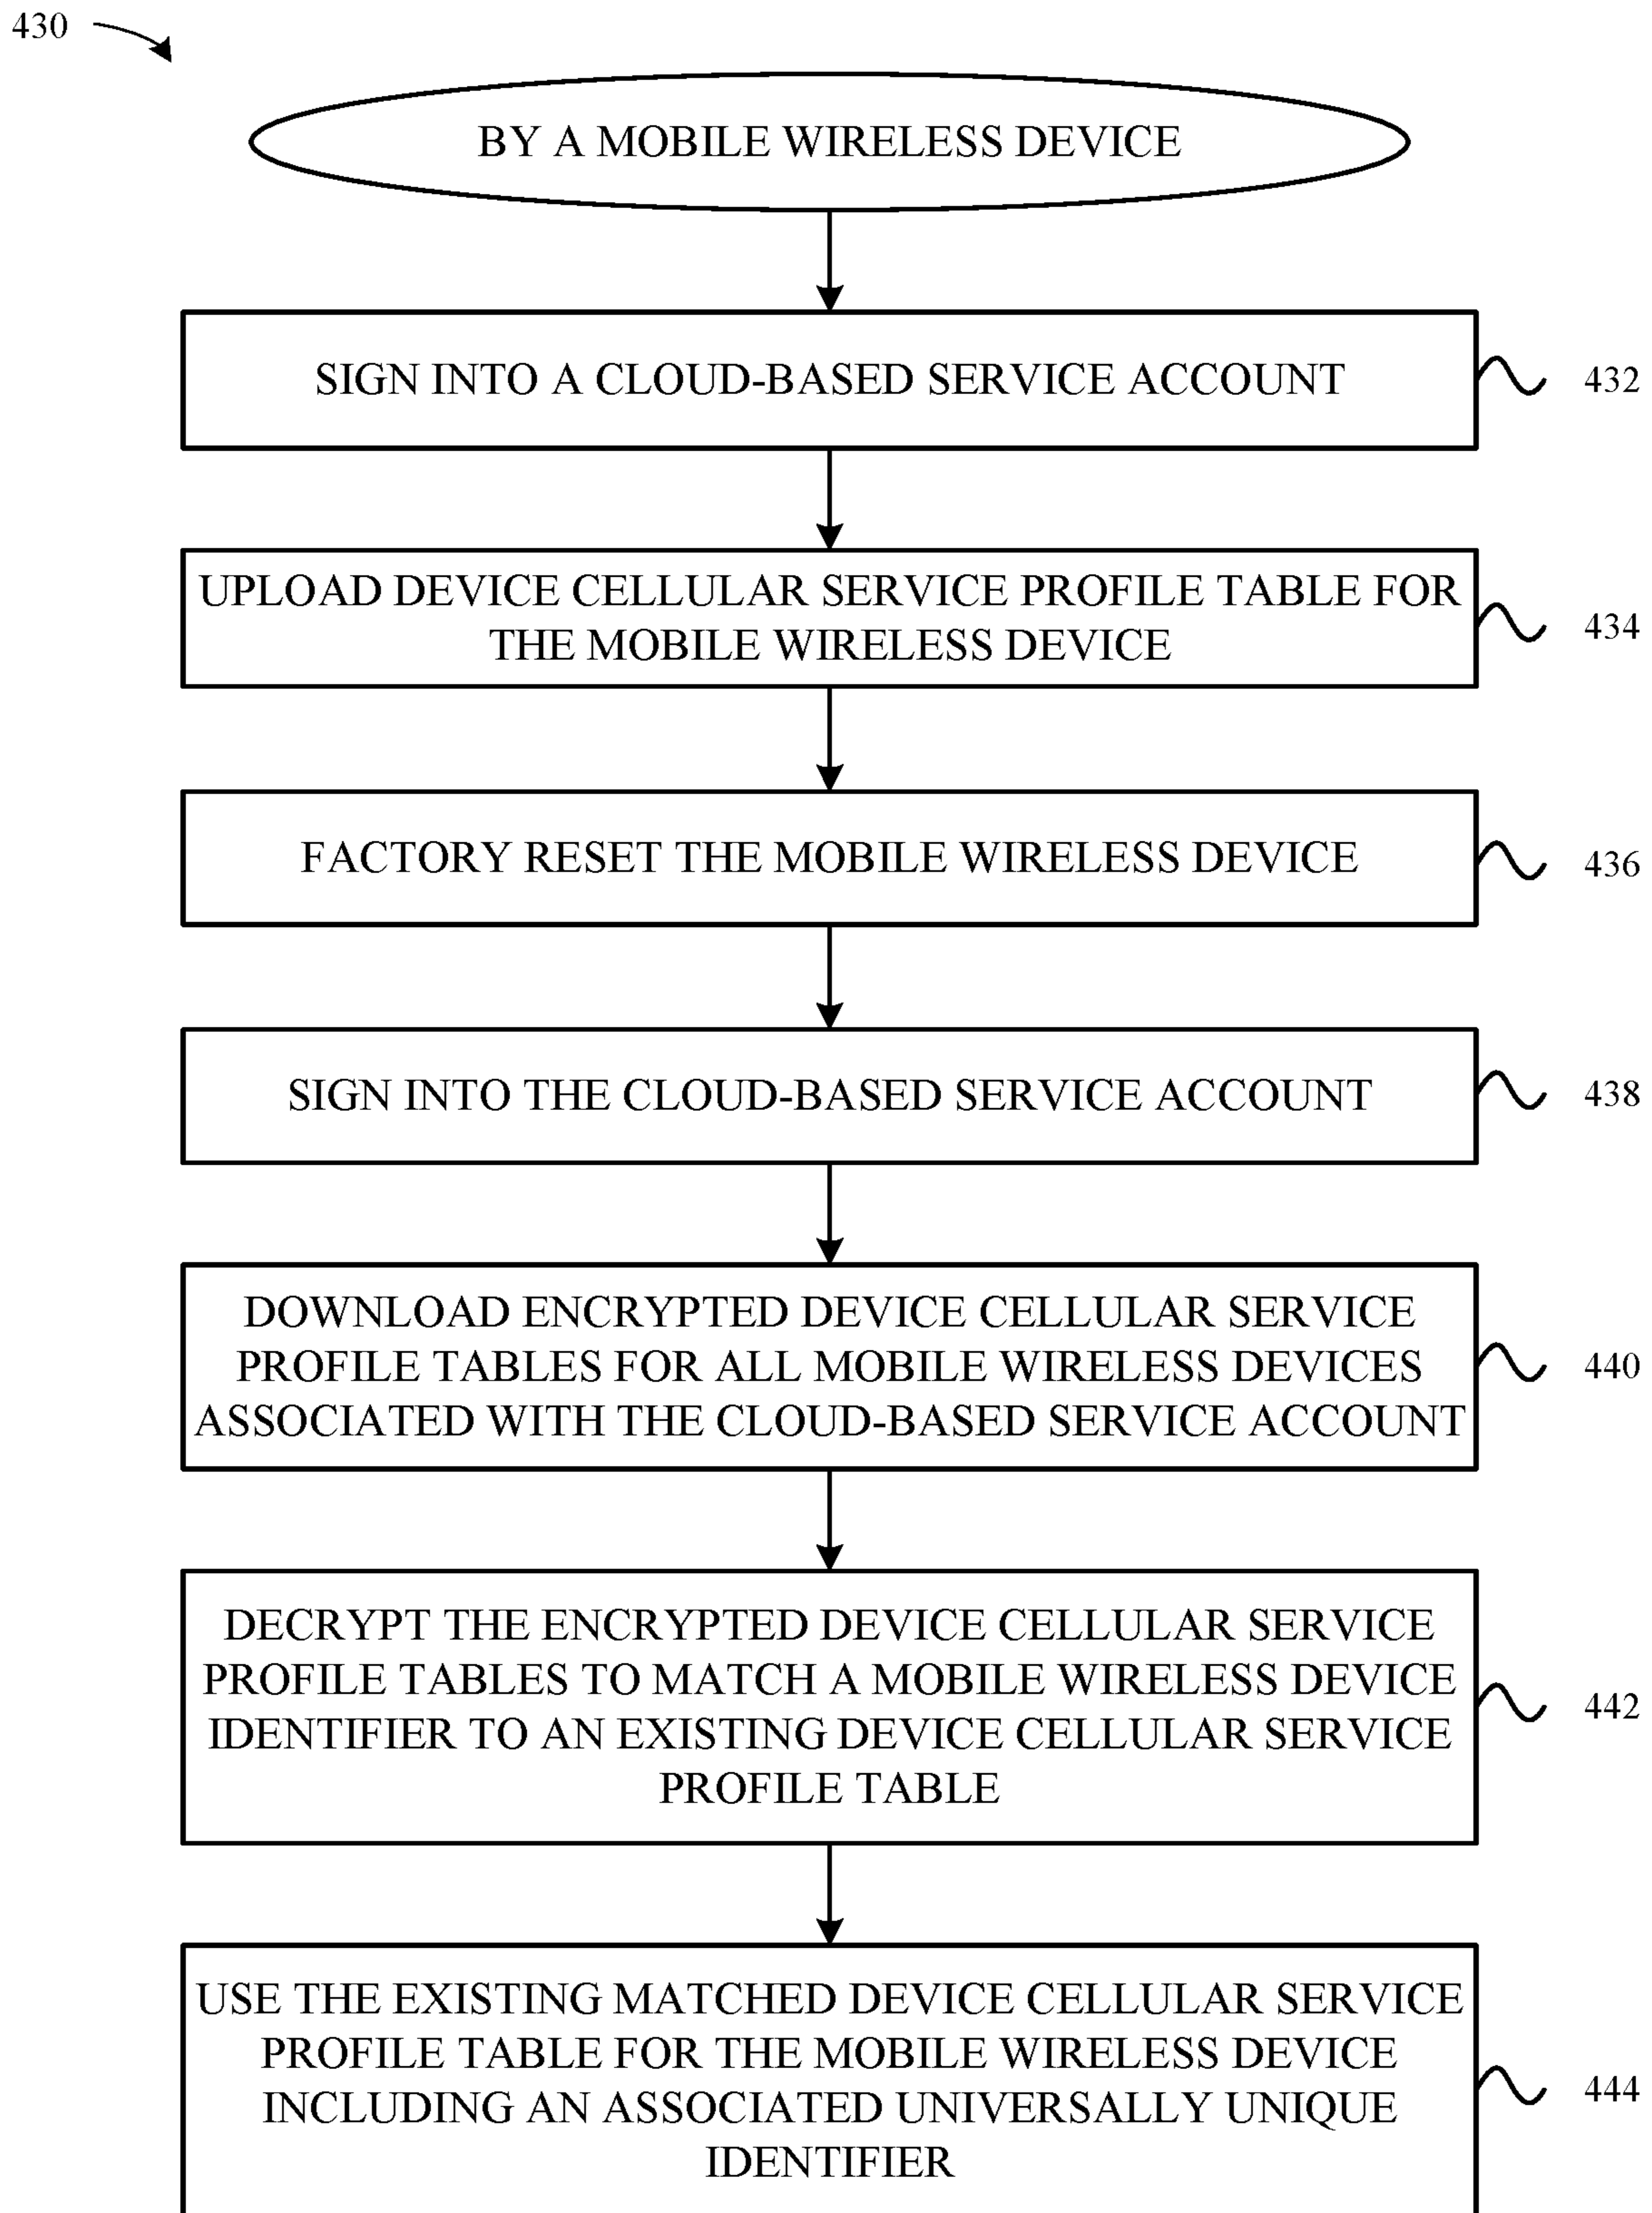 430
BY A MOBILE WIRELESS DEVICE
SIGN INTO A CLOUD-BASED SERVICE ACCOUNT
432
UPLOAD DEVICE CELLULAR SERVICE PROFILE TABLE FOR
THE MOBILE WIRELESS DEVICE
434
FACTORY RESET THE MOBILE WIRELESS DEVICE
436
SIGN INTO THE CLOUD-BASED SERVICE ACCOUNT
438
DOWNLOAD ENCRYPTED DEVICE CELLULAR SERVICE
PROFILE TABLES FOR ALL MOBILE WIRELESS DEVICES
ASSOCIATED WITH THE CLOUD-BASED SERVICE ACCOUNT
440
DECRYPT THE ENCRYPTED DEVICE CELLULAR SERVICE
PROFILE TABLES TO MATCH A MOBILE WIRELESS DEVICE
IDENTIFIER TO AN EXISTING DEVICE CELLULAR SERVICE
PROFILE TABLE
442
USE THE EXISTING MATCHED DEVICE CELLULAR SERVICE
PROFILE TABLE FOR THE MOBILE WIRELESS DEVICE
INCLUDING AN ASSOCIATED UNIVERSALLY UNIQUE
IDENTIFIER
444